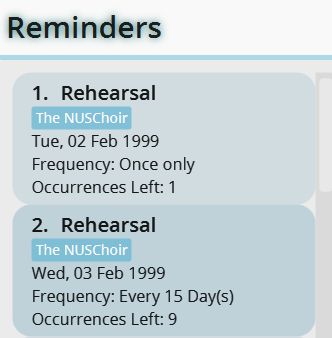 Reminders
1. Rehearsal
The NUSChoir
Tue, 02 Feb 1999
Frequency: Once only
Occurrences Left: 1
2. Rehearsal
The NUSChoir
Wed, 03 Feb 1999
Frequency: Every 15 Day(s)
Occurrences Left: 9